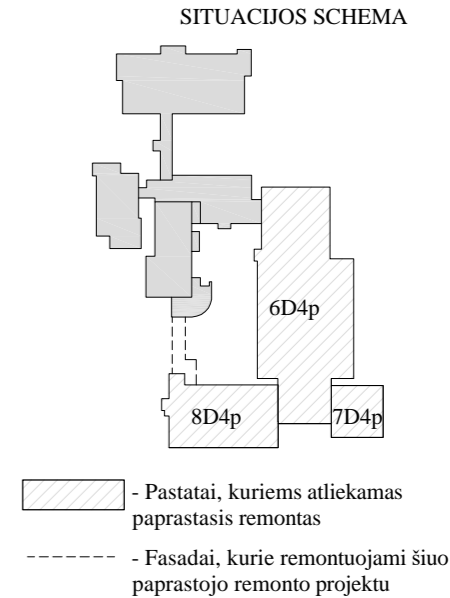 SITUACIJOS SCHEMA
6D4p
8D4p
7D4p
- Pastatai, kuriems atliekamas
paprastasis remontas
- Fasadai, kurie remontuojami šiuo
paprastojo remonto projektu